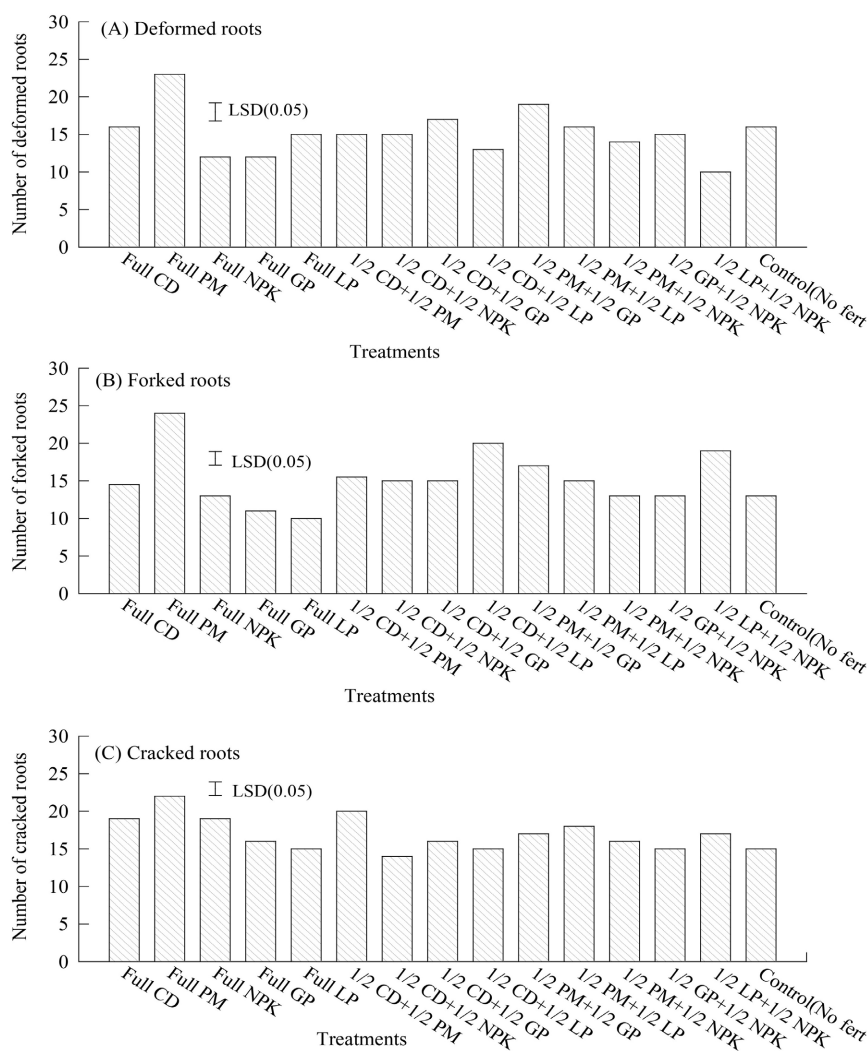 (A) Deformed roots
30
25
20
15
10
5
0
Number of deformed roots
LSD(0.05)
Full CD
Full PM
Full NPK
Full GP
Full LP
1/2 CD+1/2 PM
1/2 CD+1/2 NPK
1/2 CD+1/2 GP
1/2 CD+1/2 LP
1/2 PM+1/2 GP
1/2 PM+1/2 LP
1/2 PM+1/2 NPK
1/2 GP+1/2 NPK
1/2 LP+1/2 NPK
Control(No fert
Treatments
(B) Forked roots
30
25
20
15
10
5
0
Number of forked roots
LSD(0.05)
Full CD
Full PM
Full NPK
Full GP
Full LP
1/2 CD+1/2 PM
1/2 CD+1/2 NPK
1/2 CD+1/2 GP
1/2 CD+1/2 LP
1/2 PM+1/2 GP
1/2 PM+1/2 LP
1/2 PM+1/2 NPK
1/2 GP+1/2 NPK
1/2 LP+1/2 NPK
Control(No fert
Treatments
(C) Cracked roots
30
25
20
15
10
5
0
Number of cracked roots
LSD(0.05)
Full CD
Full PM
Full NPK
Full GP
Full LP
1/2 CD+1/2 PM
1/2 CD+1/2 NPK
1/2 CD+1/2 GP
1/2 CD+1/2 LP
1/2 PM+1/2 GP
1/2 PM+1/2 LP
1/2 PM+1/2 NPK
1/2 GP+1/2 NPK
1/2 LP+1/2 NPK
Control(No fert
Treatments